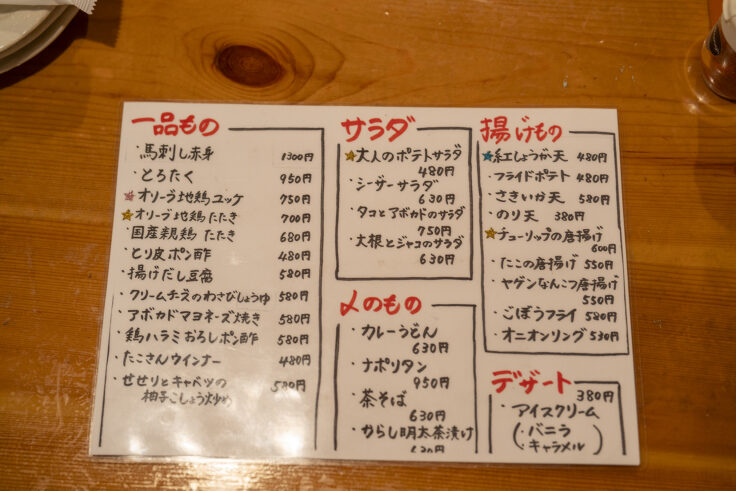 一品もの
・馬刺し赤身 1300円
・とろたく 950円
★オリーブ地鶏ユッケ 750円
★オリーブ地鶏たたき 700円
・国産親鶏たたき 680円
・とり皮ポン酢 480円
・揚げだし豆腐 580円
・クリームチーズのわさびしょうゆ 580円
・アボカドマヨネーズ焼き 580円
・鶏ハラミおろしポン酢 580円
・たこさんウインナー 480円
・せせりとキャベツの 580円
柚子こしょう炒め
サラダ
★大人のポテトサラダ
480円
・シーザーサラダ
630円
・タコとアボカドのサラダ
750円
・大根とジャコのサラダ
630円
〆のもの
・カレーうどん
630円
・ナポリタン
950円
・茶そば
630円
・からし明太茶漬け
630円
揚げもの
★紅しょうが天 480円
・フライドポテト 480円
・さきいか天 580円
・のり天 380円
★チューリップの唐揚げ
600円
・たこの唐揚げ 550円
・ヤゲンなんこつ唐揚げ
550円
・ごぼうフライ 580円
・オニオンリング 530円
デザート
380円
・アイスクリーム
(・バニラ
・キャラメル)